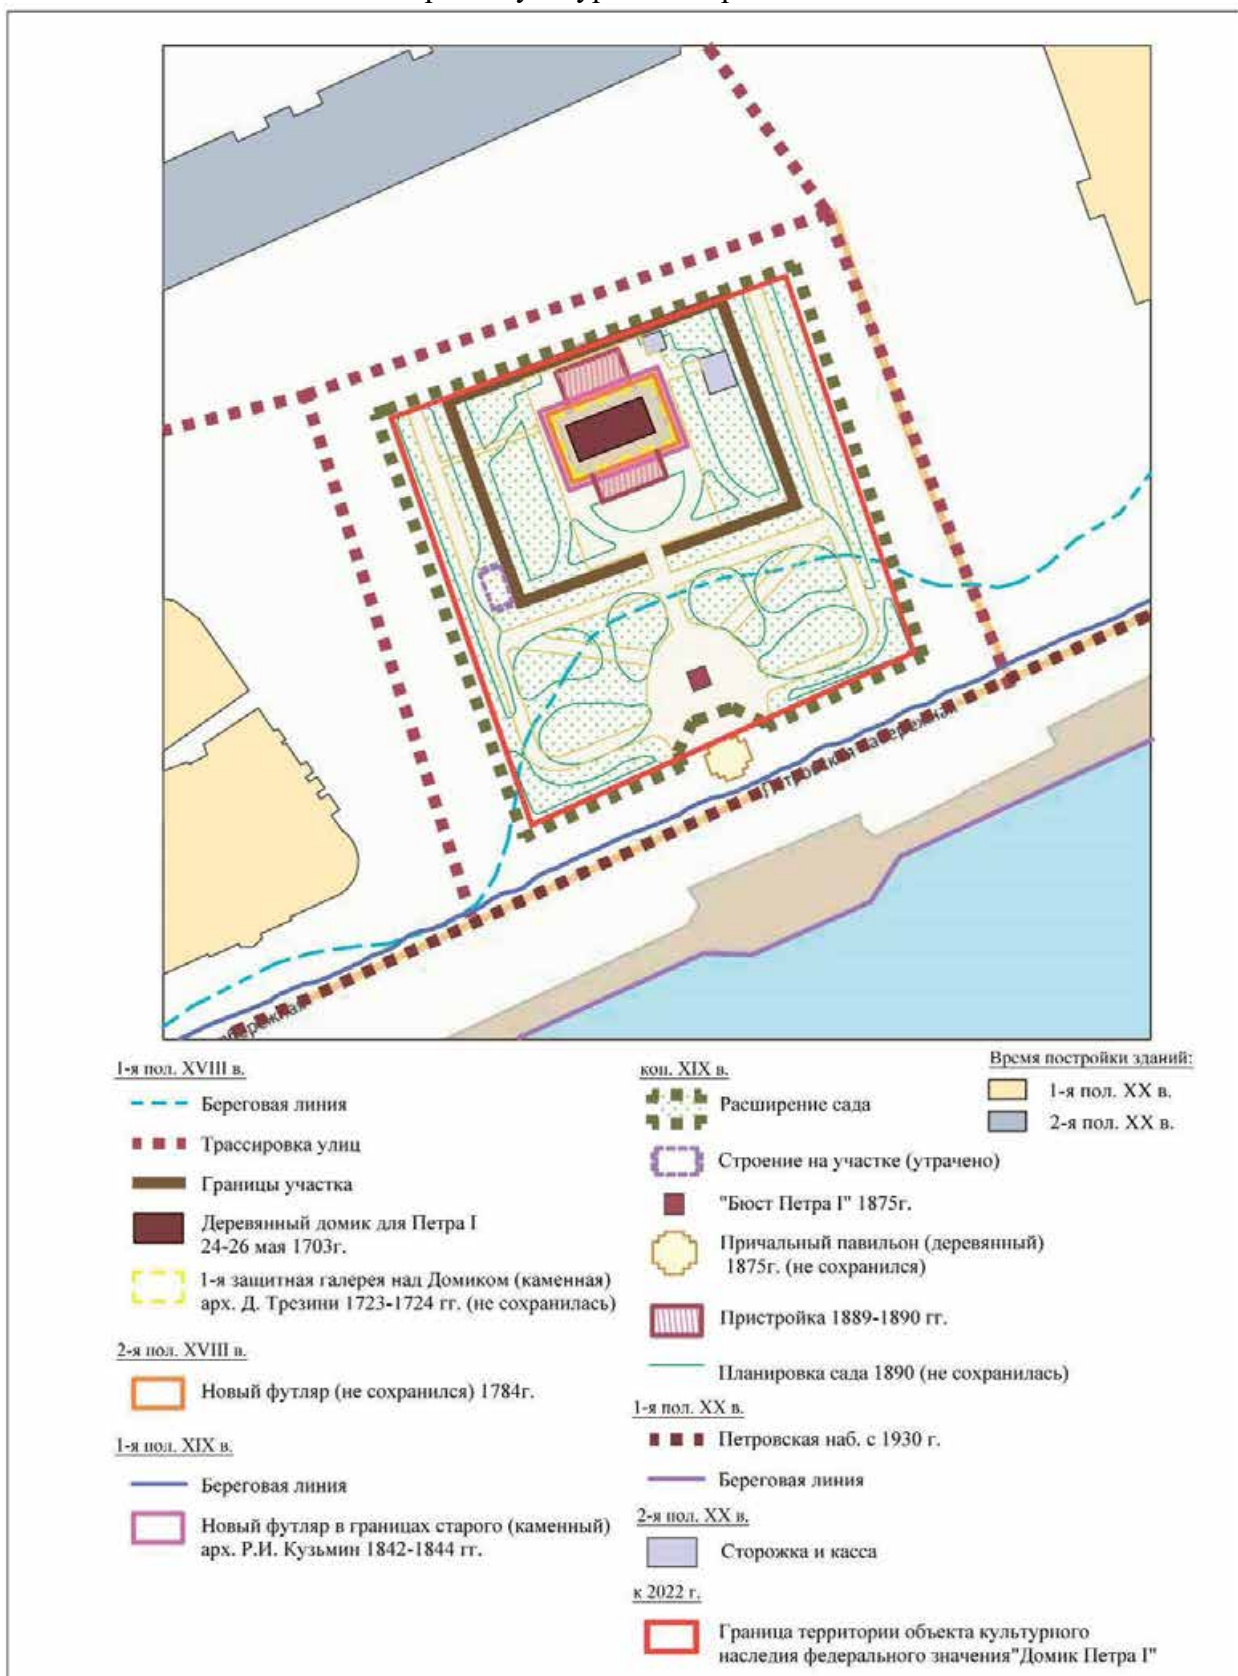 Петровская набережная
1-я пол. XVIII в.
Береговая линия
Трассировка улиц
Границы участка
Деревянный домик для Петра I
24-26 мая 1703г.
1-я защитная галерея над Домиком (каменная)
арх. Д. Трезини 1723-1724 гг. (не сохранилась)
2-я пол. XVIII в.
Новый футляр (не сохранился) 1784г.
1-я пол. XIX в.
Береговая линия
Новый футляр в границах старого (каменный)
арх. Р.И. Кузьмин 1842-1844 гг.
кон. XIX в.
Расширение сада
Строение на участке (утрачено)
"Бюст Петра I" 1875г.
Причальный павильон (деревянный)
1875г. (не сохранился)
Пристройка 1889-1890 гг.
Планировка сада 1890 (не сохранилась)
1-я пол. XX в.
Петровская наб. с 1930 г.
Береговая линия
2-я пол. XX в.
Сторожка и касса
к 2022 г.
Граница территории объекта культурного
наследия федерального значения"Домик Петра I"
Время постройки зданий:
1-я пол. XX в.
2-я пол. XX в.